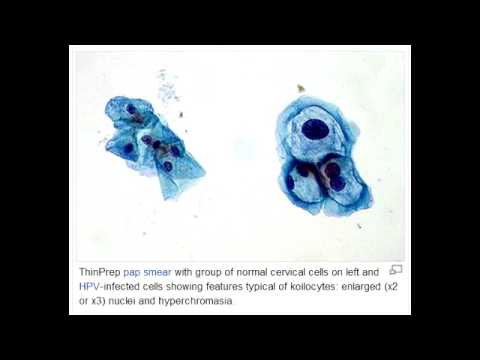 ThinPrep pap smear with group of normal cervical cells on left and
HPV-infected cells showing features typical of koilocytes: enlarged (x2
or x3) nuclei and hyperchromasia.